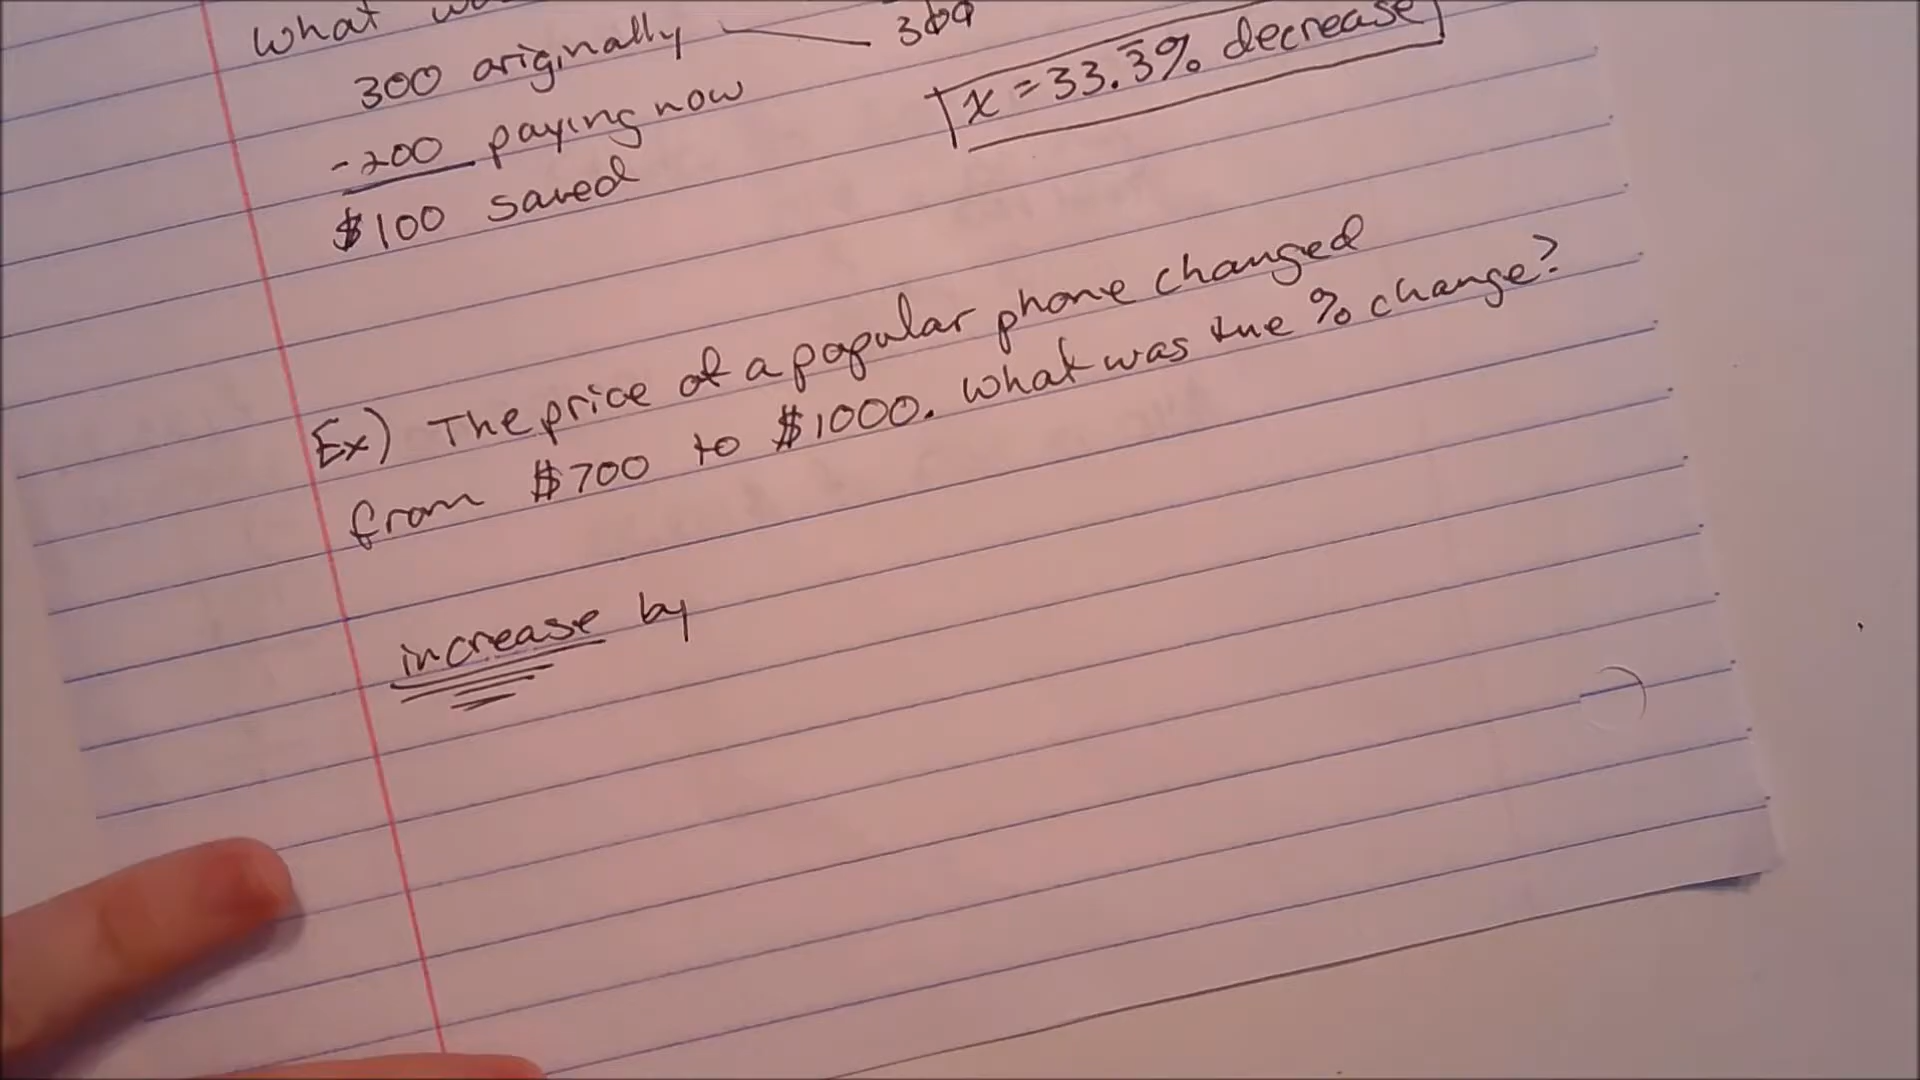 What
300 originally
300
-200 paying now
$100 saved
x = 33.3% decrease
Ex) The price of a popular phone changed
from $700 to $1000. What was the % change?
increase by